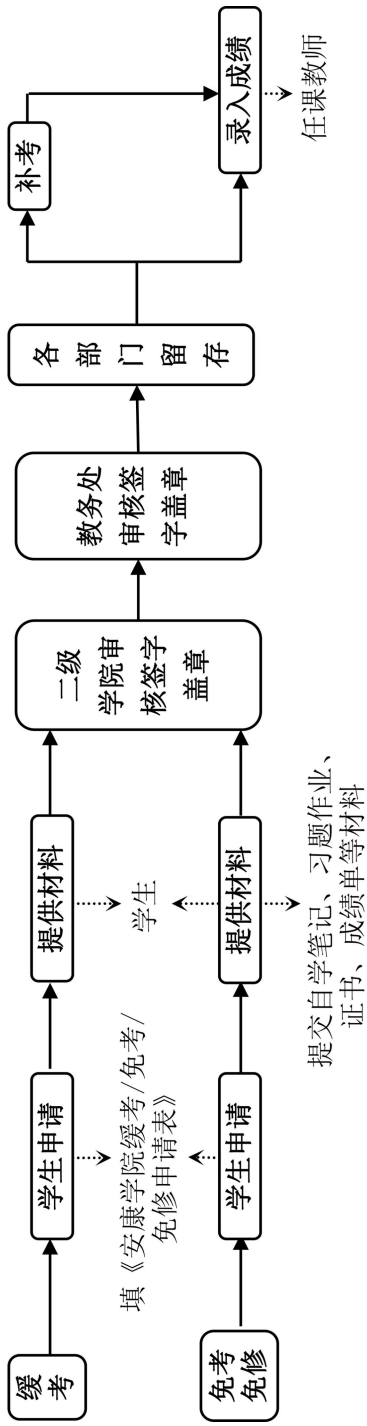 缓
考
学生申请
提供材料
填《安康学院缓考/免考/
免修申请表》
学生
免考
免修
学生申请
提供材料
提交自学笔记、习题作业、
证书、成绩单等材料
二级
学院审
核签字
盖章
教务处
审核签
字盖章
各
部
门
留
存
补考
录入成绩
任课教师